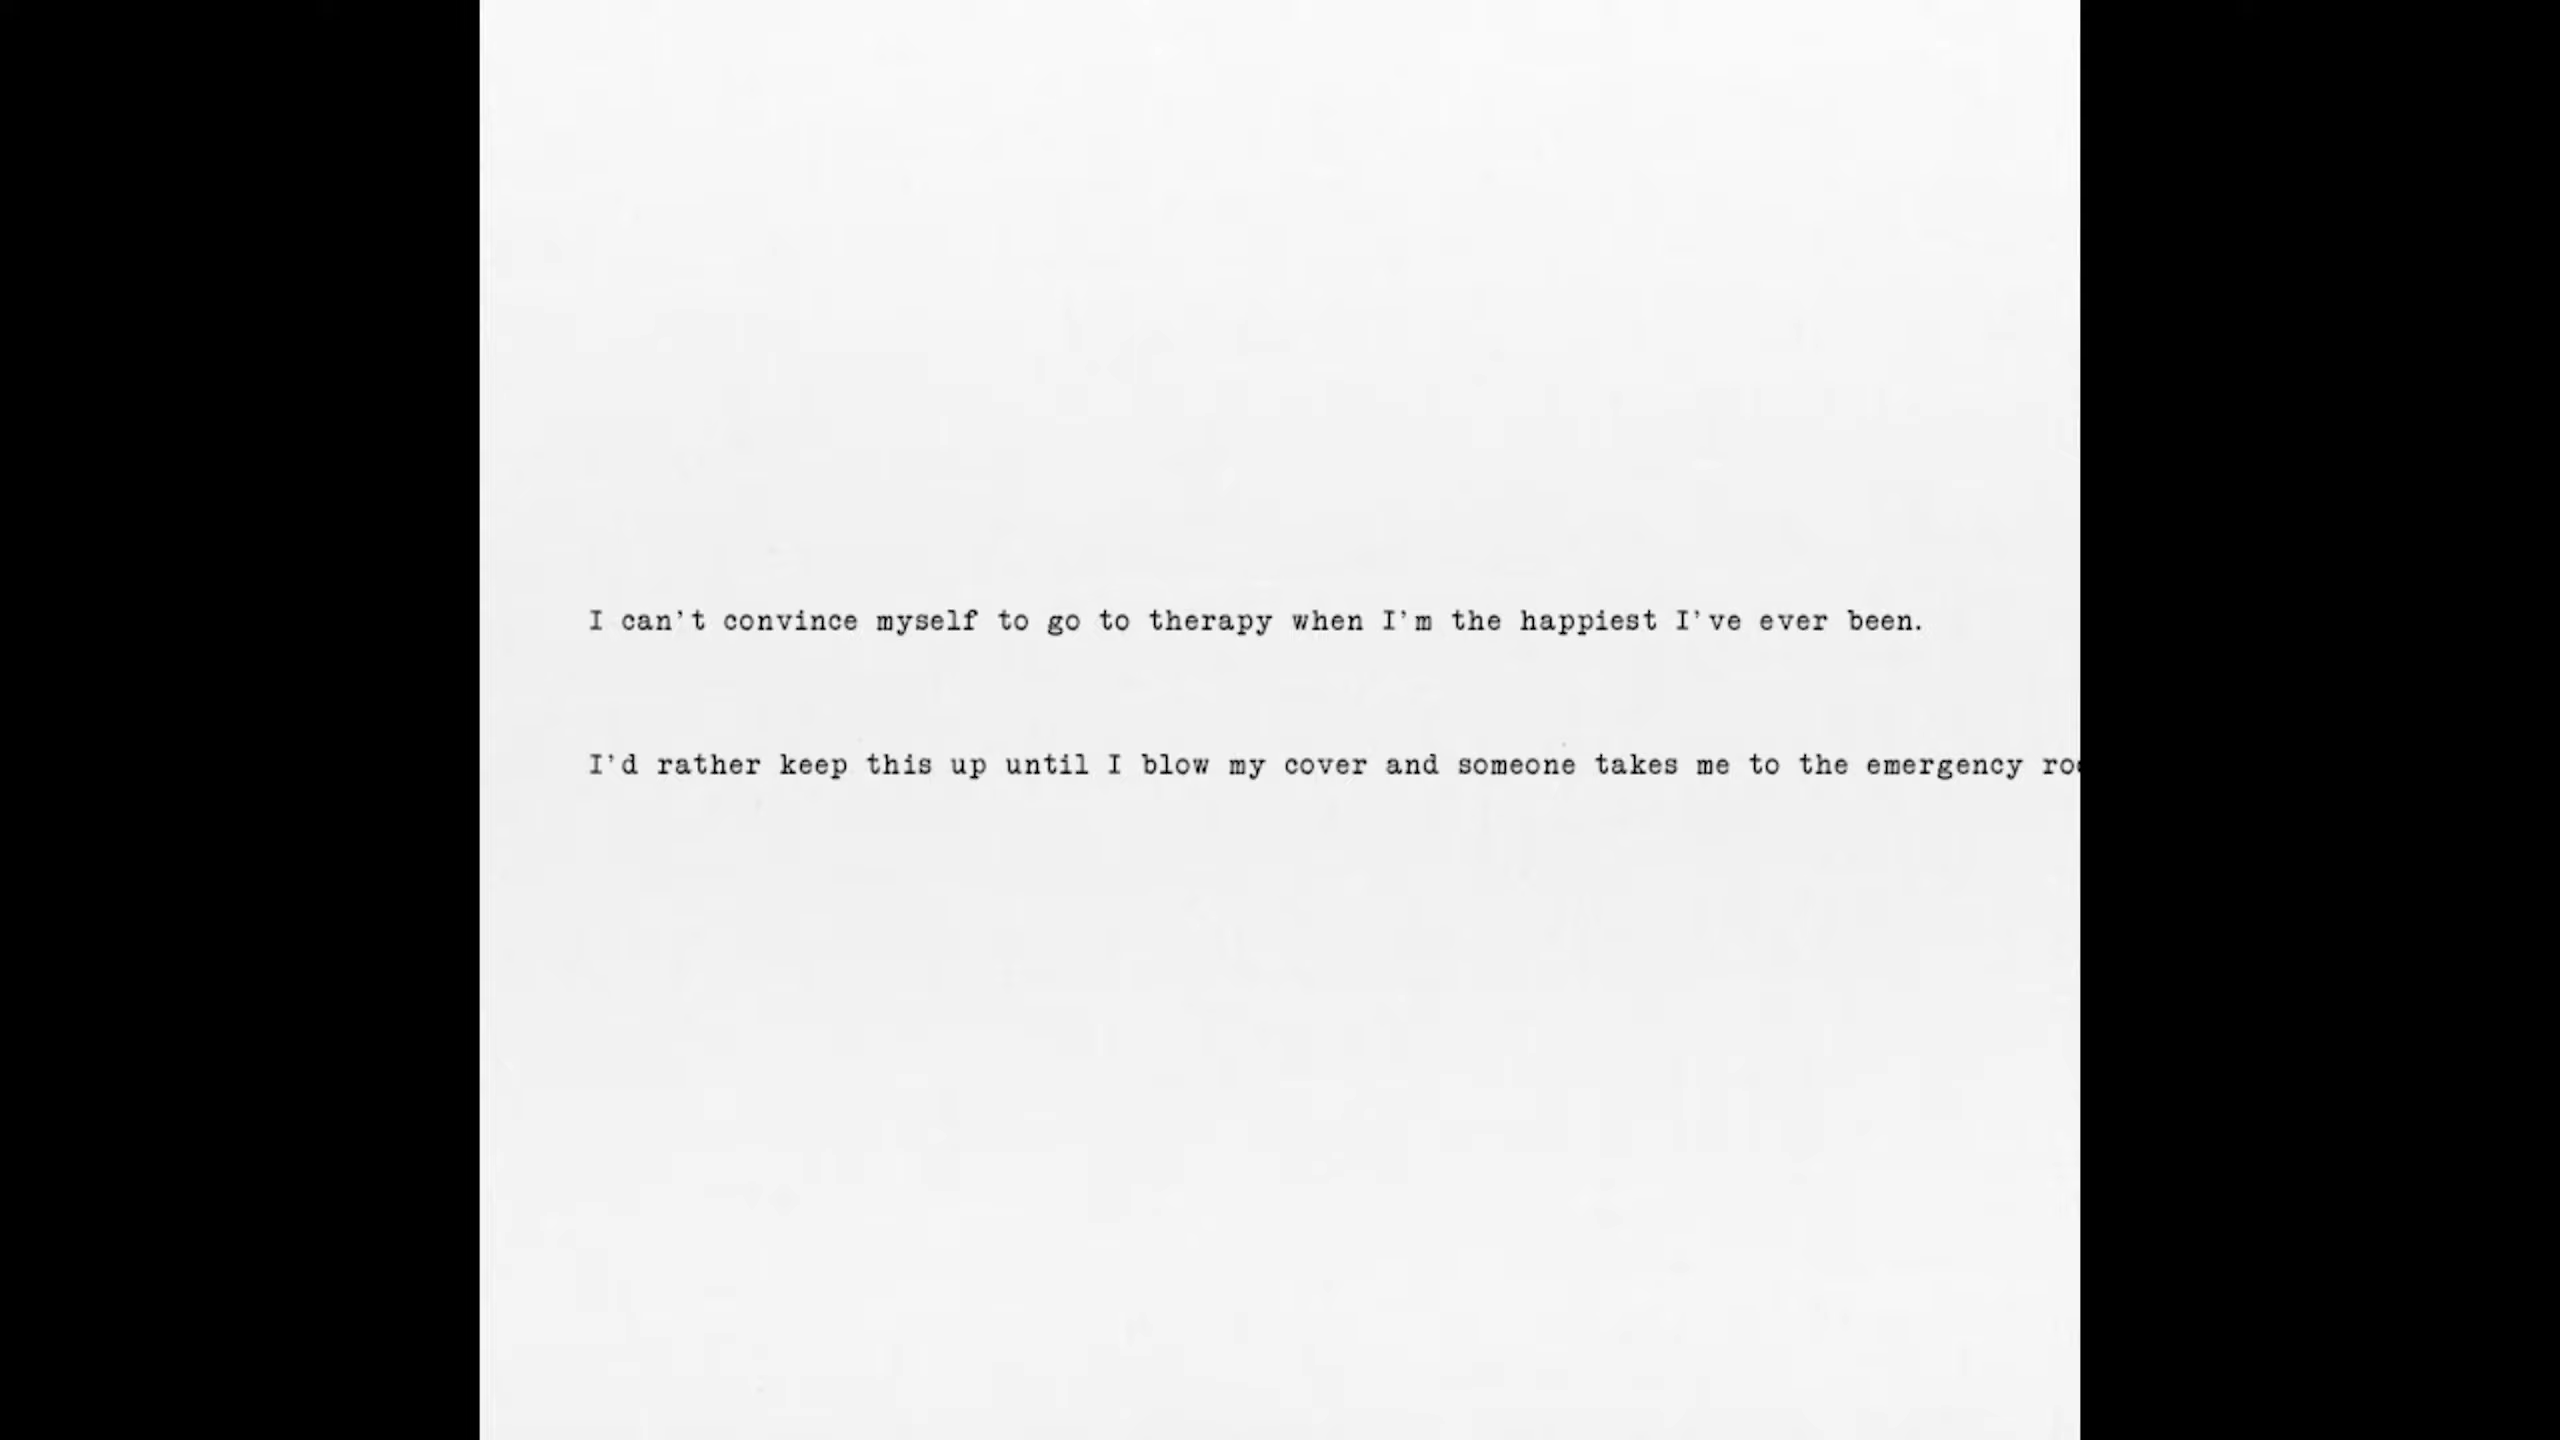 I can't convince myself to go to therapy when I'm the happiest I've ever been.
I'd rather keep this up until I blow my cover and someone takes me to the emergency